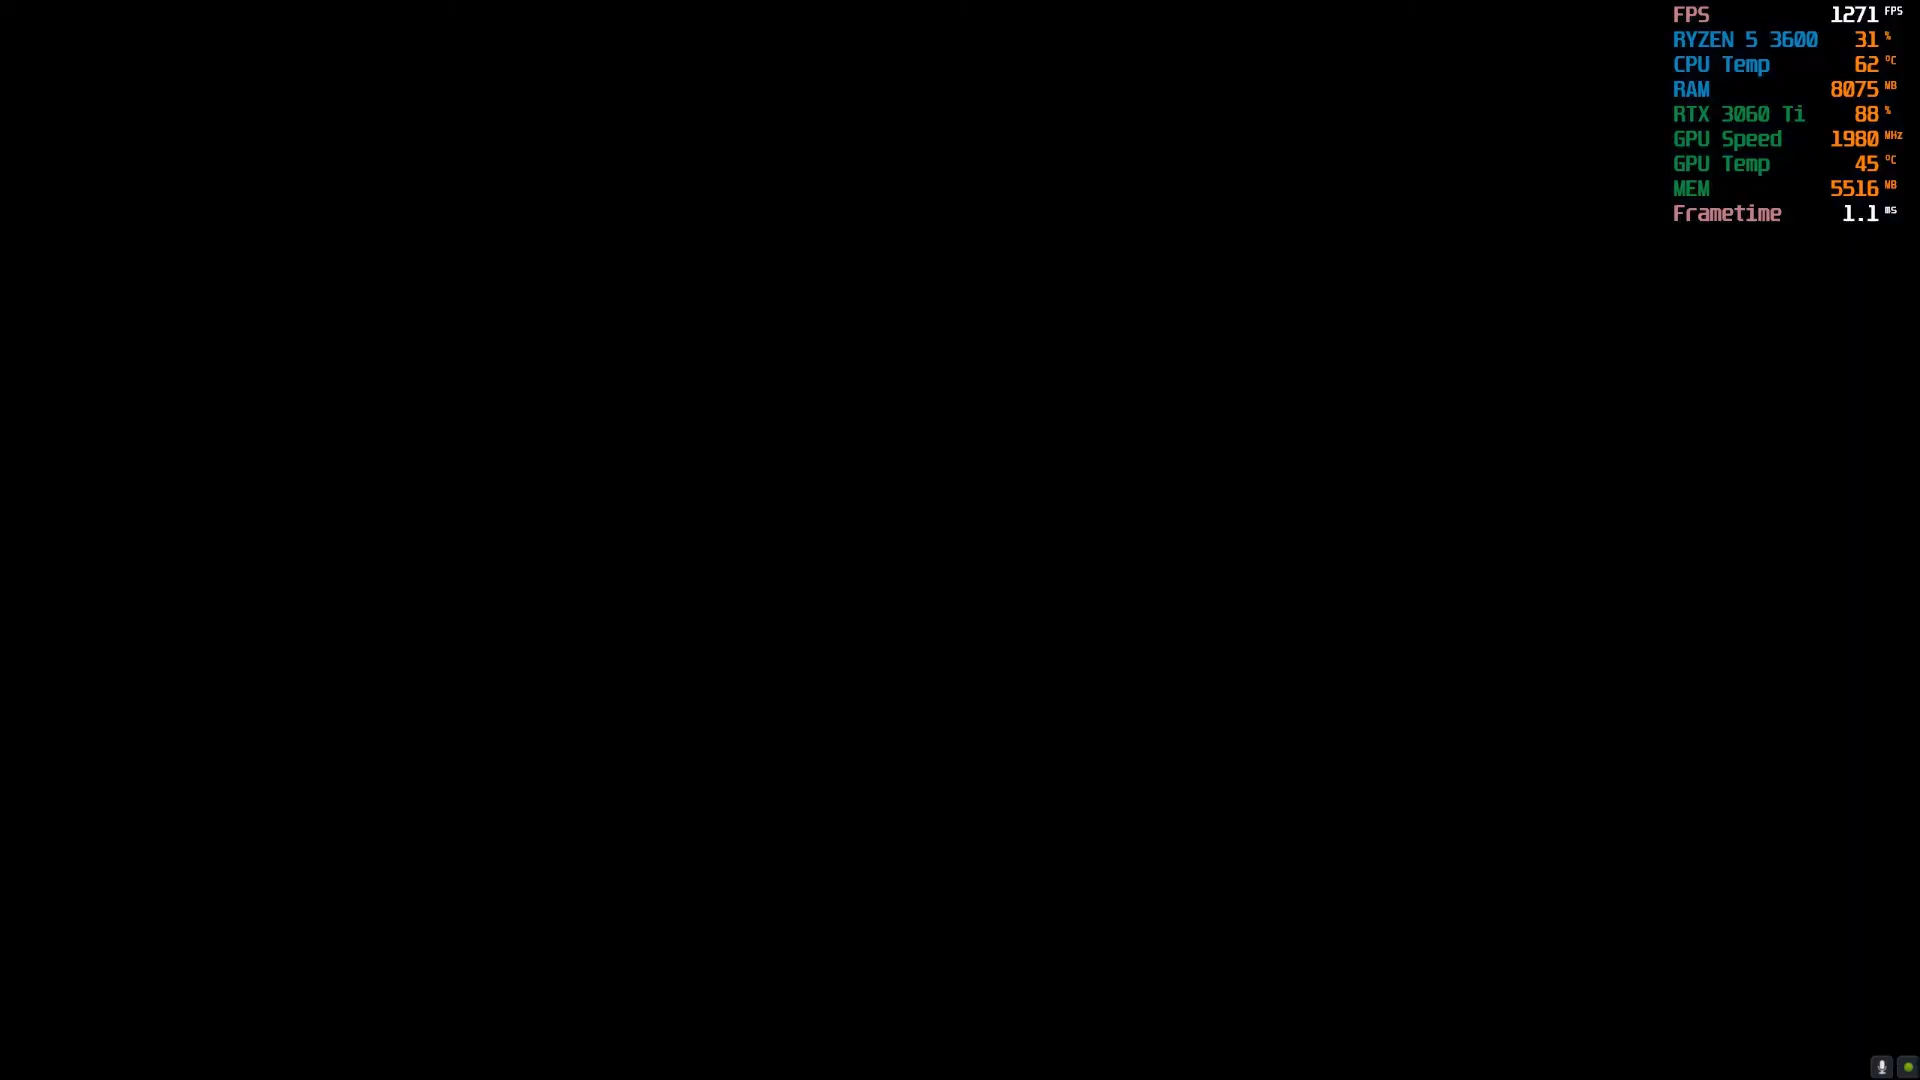 FPS 1271 FPS
RYZEN 5 3600 31 %
CPU Temp 62 °C
RAM 8075 MB
RTX 3060 Ti 88 %
GPU Speed 1980 MHz
GPU Temp 45 °C
MEM 5516 MB
Frametime 1.1 ms